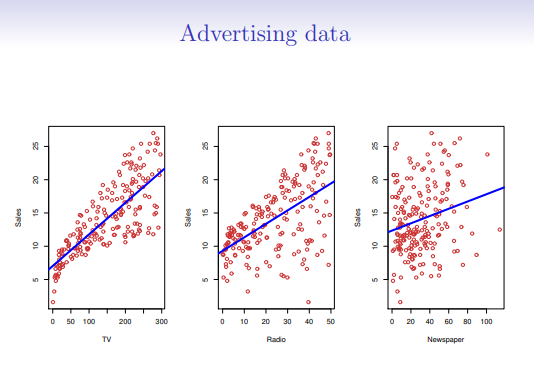 Advertising data
Sales
5 10 15 20 25
0 50 100 200 300
TV
Sales
5 10 15 20 25
0 10 20 30 40 50
Radio
Sales
5 10 15 20 25
0 20 40 60 80 100
Newspaper